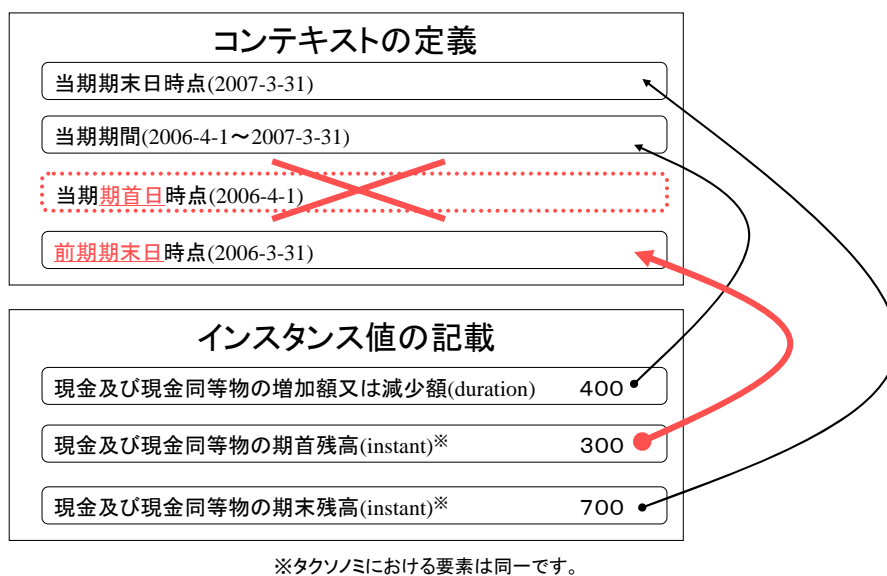 コンテキストの定義
当期期末日時点(2007-3-31)
当期期間(2006-4-1～2007-3-31)
当期期首日時点(2006-4-1)
前期期末日時点(2006-3-31)
インスタンス値の記載
現金及び現金同等物の増加額又は減少額(duration) 400
現金及び現金同等物の期首残高(instant)※ 300
現金及び現金同等物の期末残高(instant)※ 700
※タクソノミにおける要素は同一です。